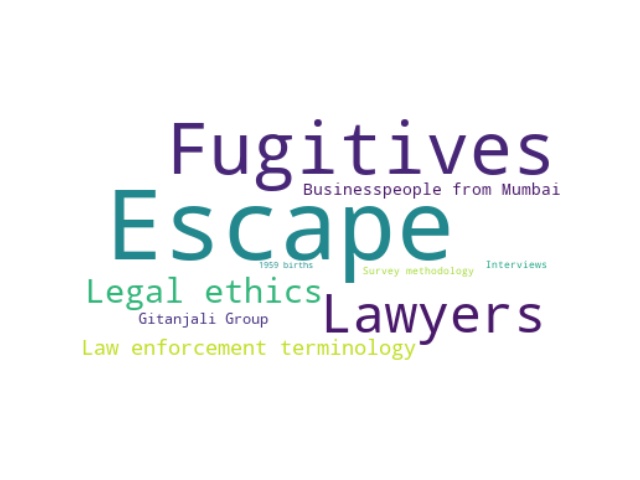 Fugitives
Businesspeople from Mumbai
Escape
1959 births
Survey methodology
Interviews
Legal ethics
Lawyers
Gitanjali Group
Law enforcement terminology